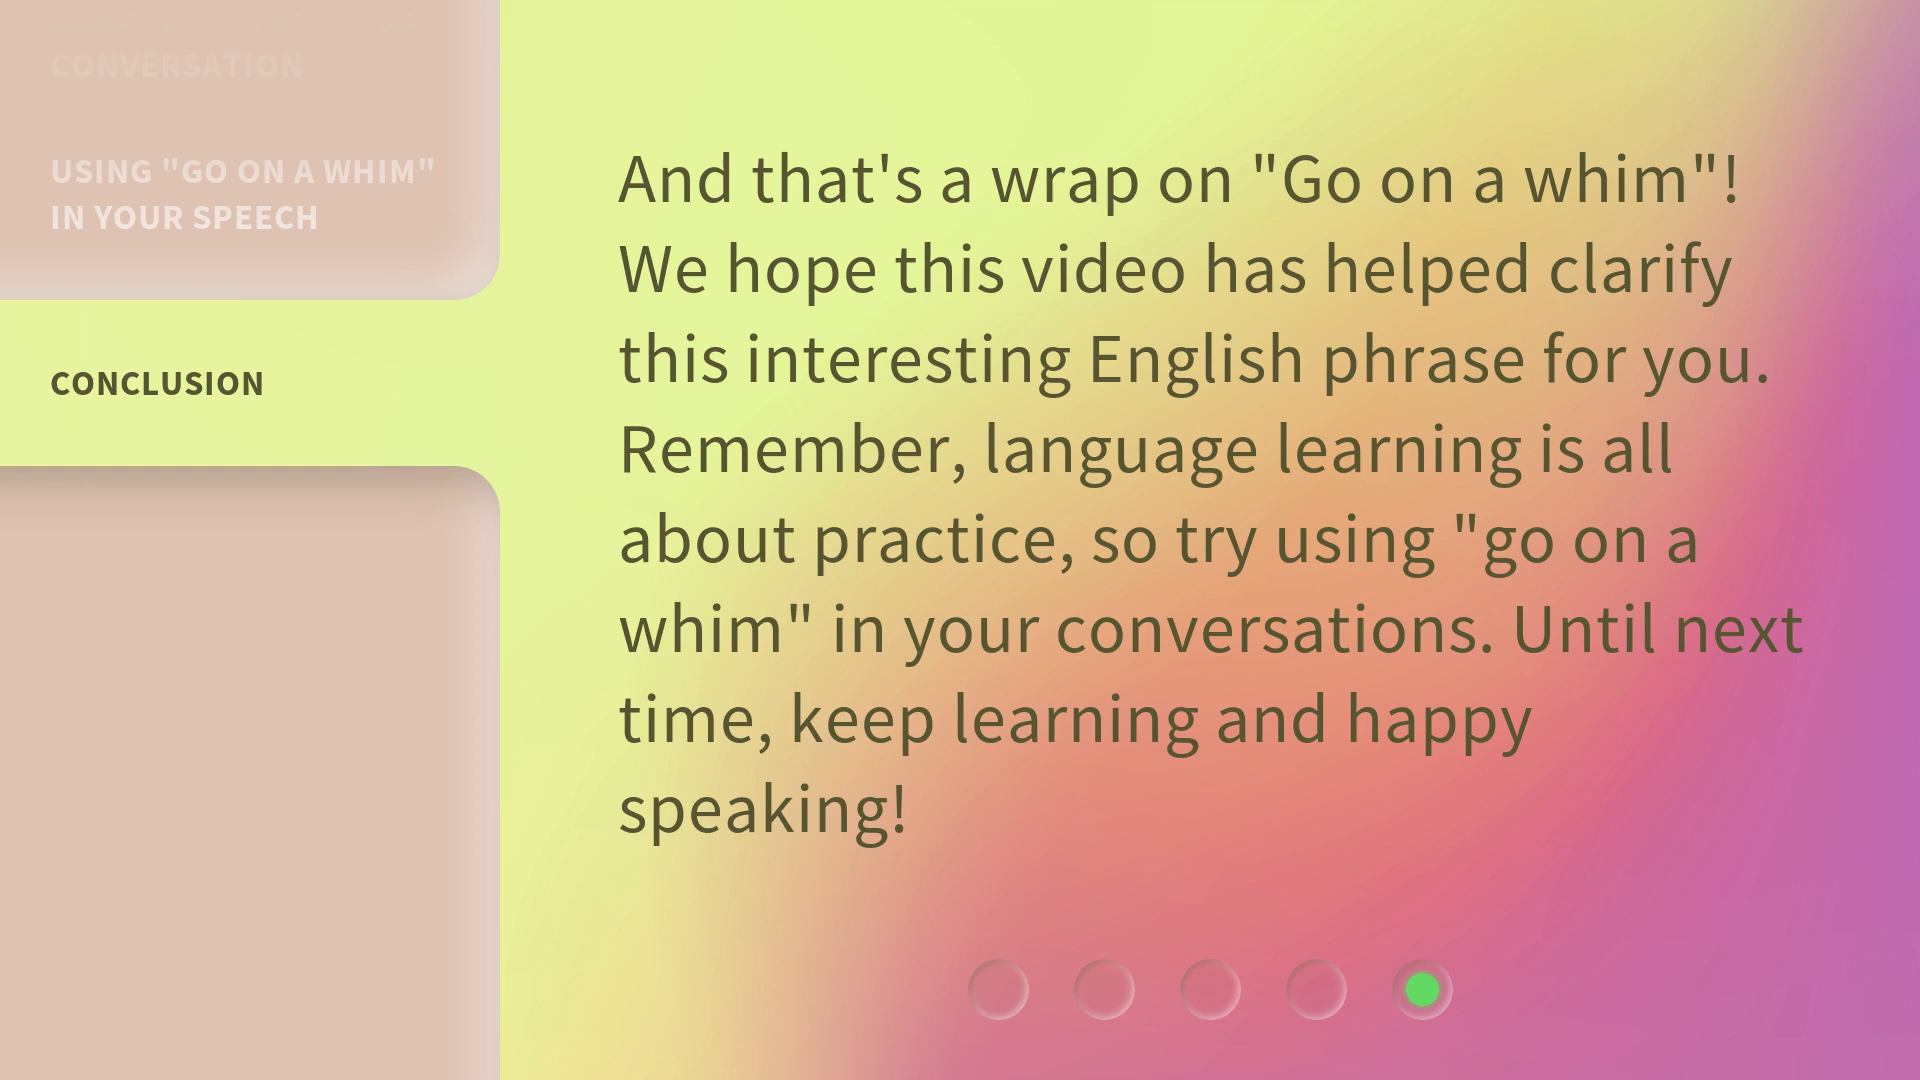 CONVERSATION
USING "GO ON A WHIM"
IN YOUR SPEECH
CONCLUSION
And that's a wrap on "Go on a whim"!
We hope this video has helped clarify
this interesting English phrase for you.
Remember, language learning is all
about practice, so try using "go on a
whim" in your conversations. Until next
time, keep learning and happy
speaking!